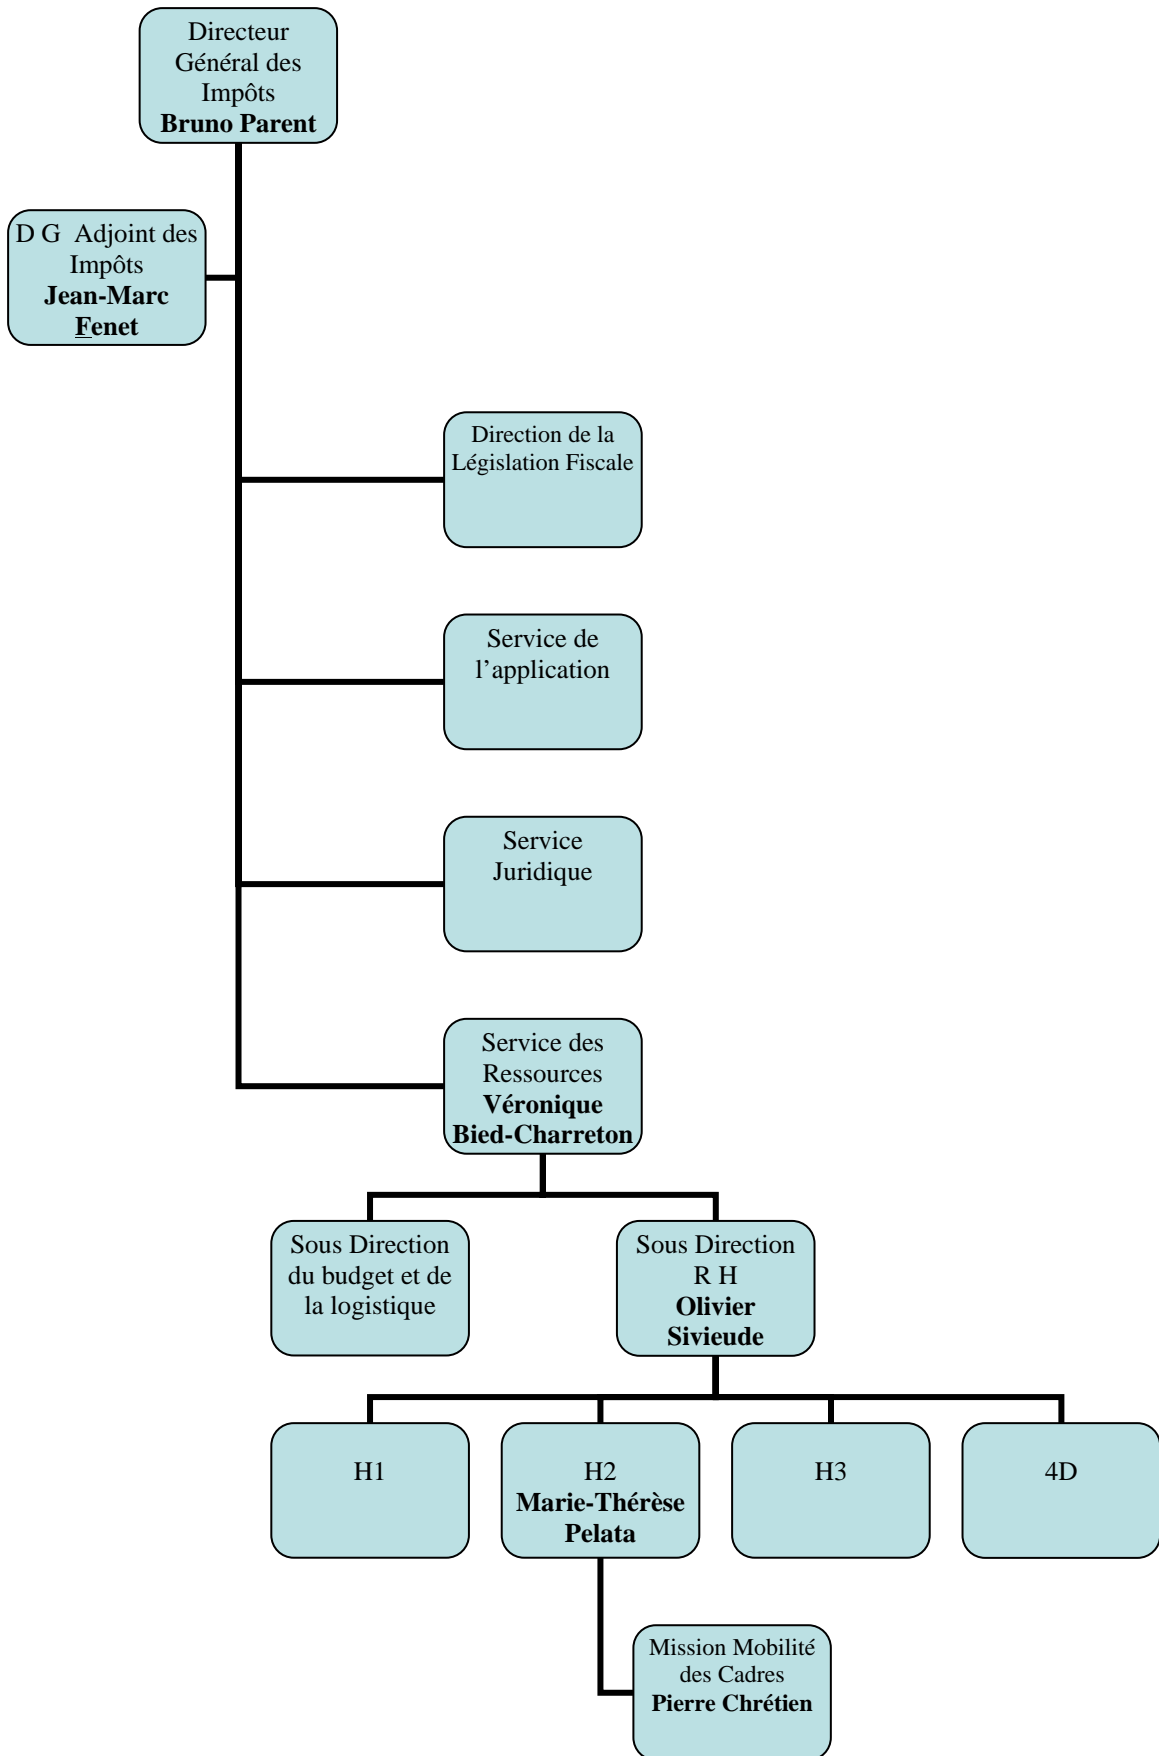 Directeur
Général des
Impôts
Bruno Parent
D G Adjoint des
Impôts
Jean-Marc
Fenet
Direction de la
Législation Fiscale
Service de
l’application
Service
Juridique
Service des
Ressources
Véronique
Bied-Charreton
Sous Direction
du budget et de
la logistique
Sous Direction
R H
Olivier
Sivieude
H1
H2
Marie-Thérèse
Pelata
H3
4D
Mission Mobilité
des Cadres
Pierre Chrétien